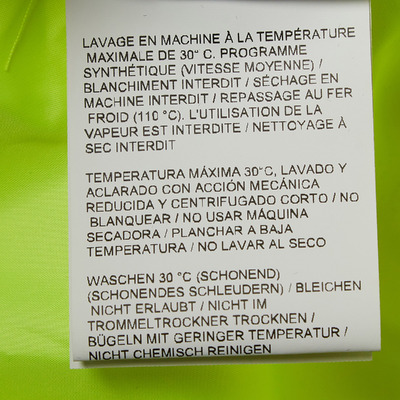 LAVAGE EN MACHINE À LA TEMPÉRATURE
MAXIMALE DE 30° C. PROGRAMME
SYNTHÉTIQUE (VITESSE MOYENNE) /
BLANCHIMENT INTERDIT / SÉCHAGE EN
MACHINE INTERDIT / REPASSAGE AU FER
FROID (110 °C). L'UTILISATION DE LA
VAPEUR EST INTERDITE / NETTOYAGE À
SEC INTERDIT
TEMPERATURA MÁXIMA 30°C, LAVADO Y
ACLARADO CON ACCIÓN MECÁNICA
REDUCIDA Y CENTRIFUGADO CORTO / NO
BLANQUEAR / NO USAR MÁQUINA
SECADORA / PLANCHAR A BAJA
TEMPERATURA / NO LAVAR AL SECO
WASCHEN 30 °C (SCHONEND)
(SCHONENDES SCHLEUDERN) / BLEICHEN
NICHT ERLAUBT / NICHT IM
TROMMELTROCKNER TROCKNEN /
BÜGELN MIT GERINGER TEMPERATUR /
NICHT CHEMISCH REINIGEN